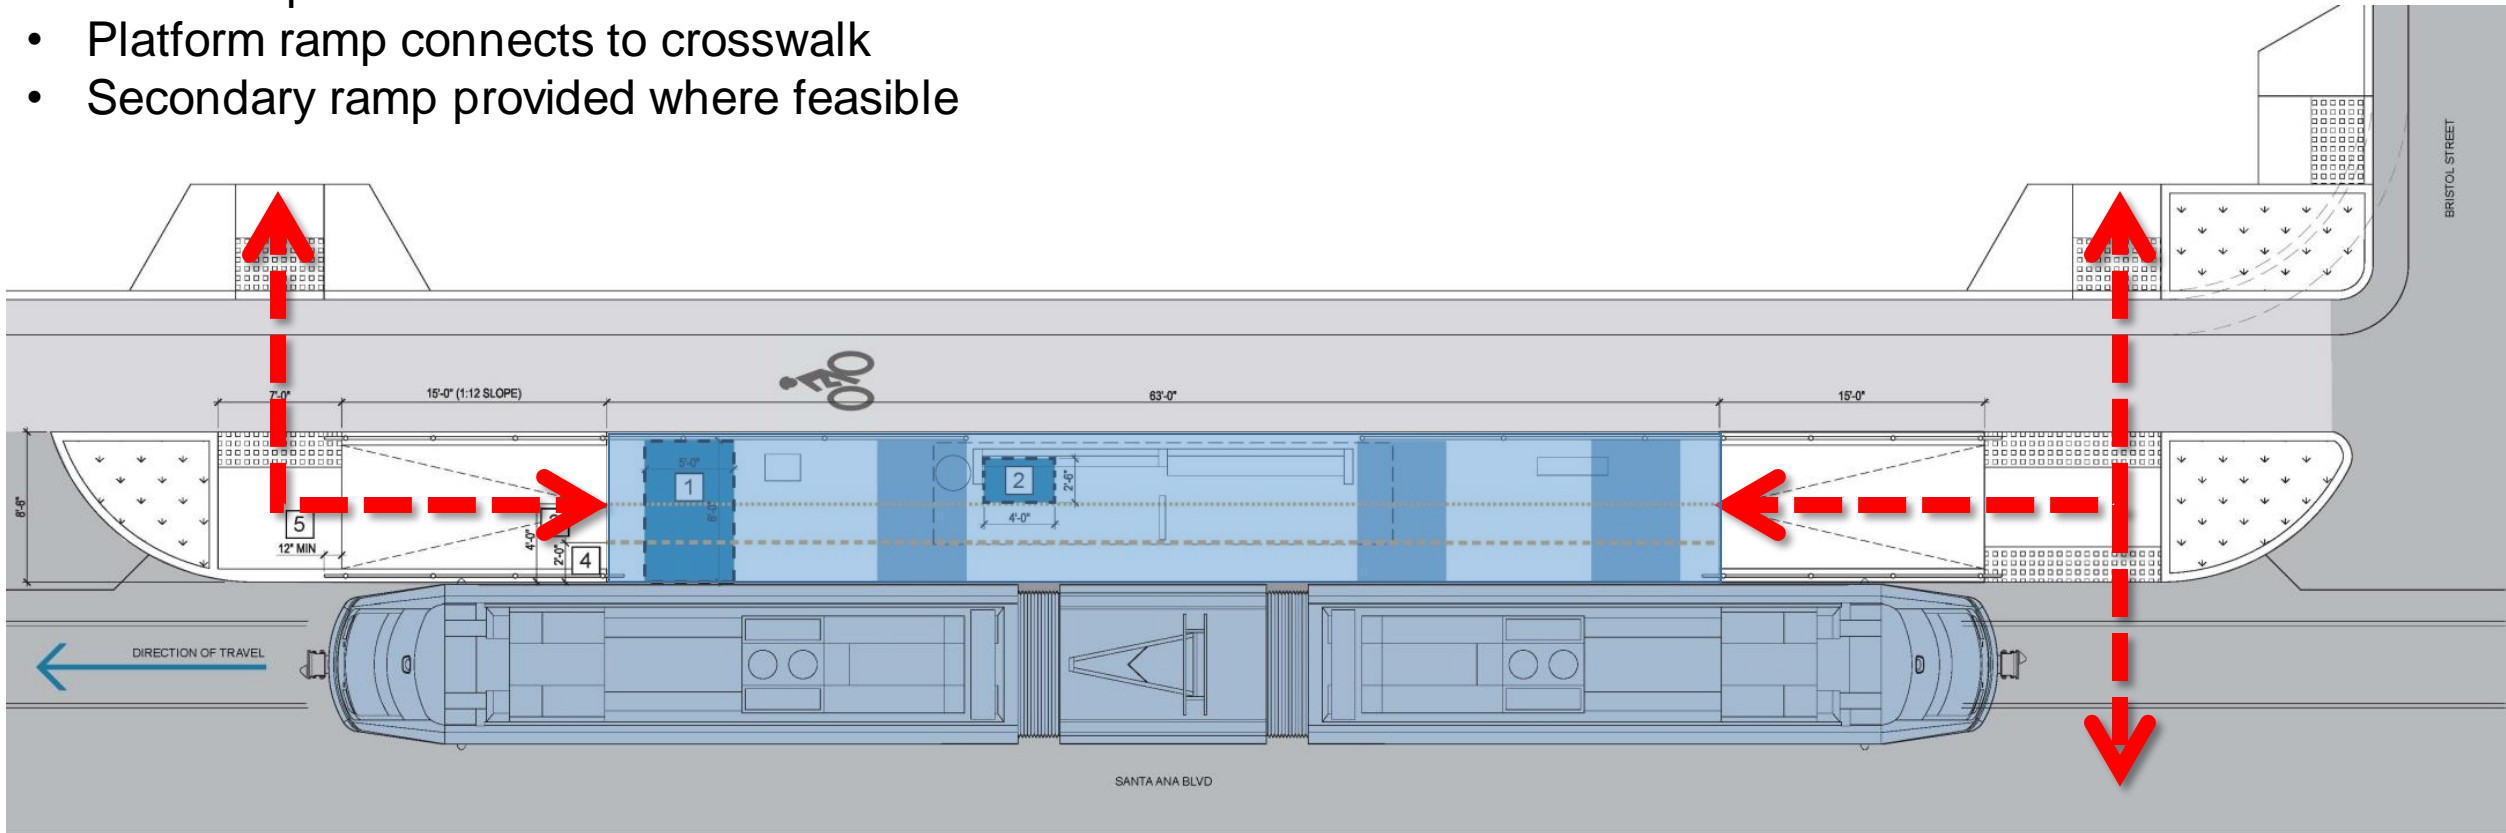 • Platform ramp connects to crosswalk
• Secondary ramp provided where feasible
BRISTOL STREET
7'-0"
15'-0" (1:12 SLOPE)
63'-0"
15'-0"
8'-6"
5'-0"
1
8'-0"
2
2'-6"
4'-0"
5
12" MIN
4'-0"
2'-0"
4
DIRECTION OF TRAVEL
SANTA ANA BLVD